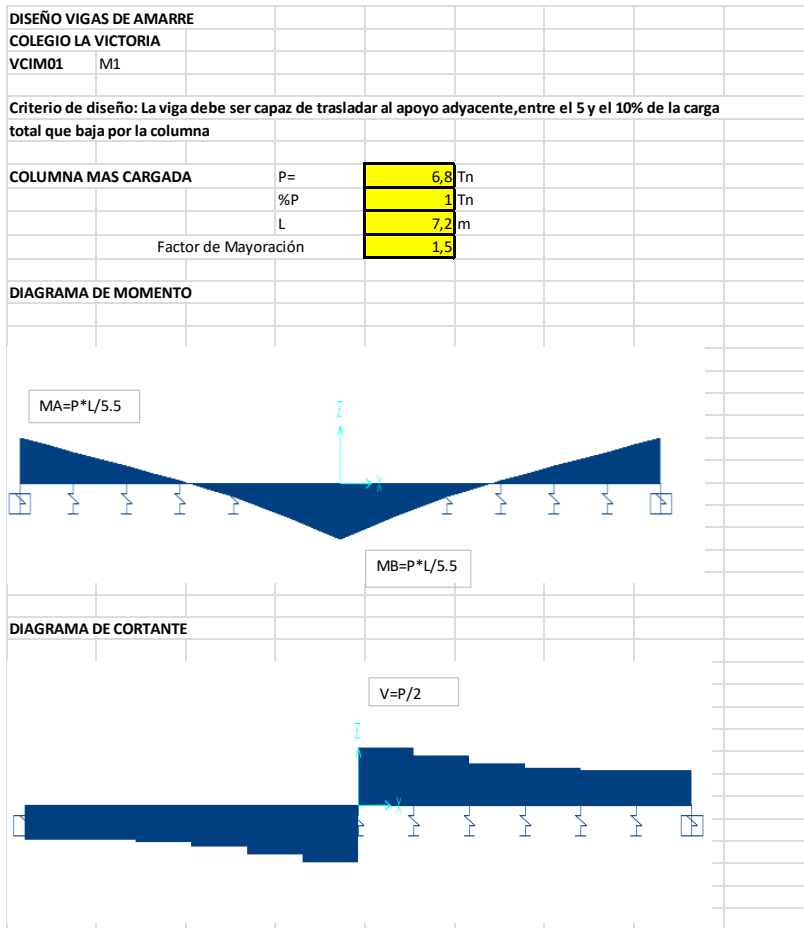 DISEÑO VIGAS DE AMARRE
COLEGIO LA VICTORIA
VCIM01 M1
Criterio de diseño: La viga debe ser capaz de trasladar al apoyo adyacente,entre el 5 y el 10% de la carga
total que baja por la columna
COLUMNA MAS CARGADA P= 6,8 Tn
%P 1 Tn
L 7,2 m
Factor de Mayoración 1,5
DIAGRAMA DE MOMENTO
MA=P*L/5.5
Z
X
MB=P*L/5.5
DIAGRAMA DE CORTANTE
V=P/2
Z
X